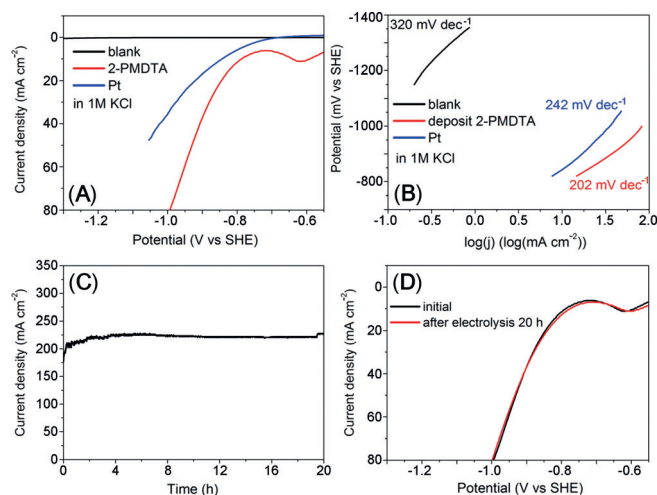 0
20
40
60
80
Current density (mA cm⁻²)
blank
2-PMDTA
Pt
in 1M KCl
(A)
-1.2
-1.0
-0.8
-0.6
Potential (V vs SHE)
-1400
-1200
-1000
-800
Potential (mV vs SHE)
320 mV dec⁻¹
blank
deposit 2-PMDTA
Pt
in 1M KCl
242 mV dec⁻¹
202 mV dec⁻¹
(B)
-1.0 -0.5 0.0 0.5 1.0 1.5 2.0
log(j) (log(mA cm⁻²))
350
300
250
200
150
100
50
0
Current density (mA cm⁻²)
(C)
0 4 8 12 16 20
Time (h)
0
20
40
60
80
Current density (mA cm⁻²)
(D)
initial
after electrolysis 20 h
-1.2 -1.0 -0.8 -0.6
Potential (V vs SHE)